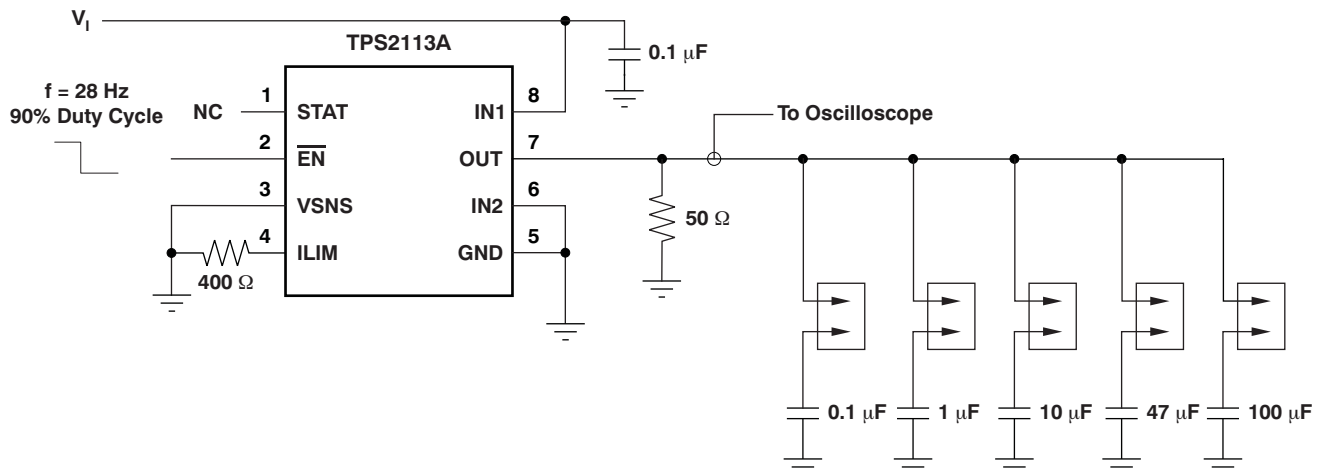 VI
TPS2113A
0.1 μF
f = 28 Hz
90% Duty Cycle
NC
1
STAT
IN1
8
To Oscilloscope
2
EN
OUT
7
3
VSNS
IN2
6
50 Ω
4
ILIM
GND
5
400 Ω
0.1 μF
1 μF
10 μF
47 μF
100 μF